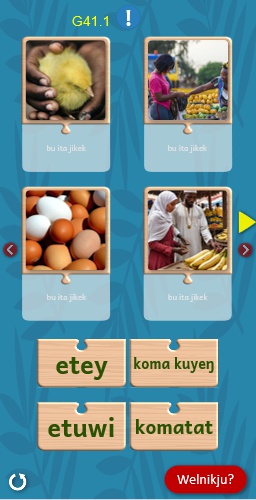 G41.1
!
bu ita jikek
bu ita jikek
bu ita jikek
bu ita jikek
etey
koma kuyeŋ
etuwi
komatat
Welnikju?